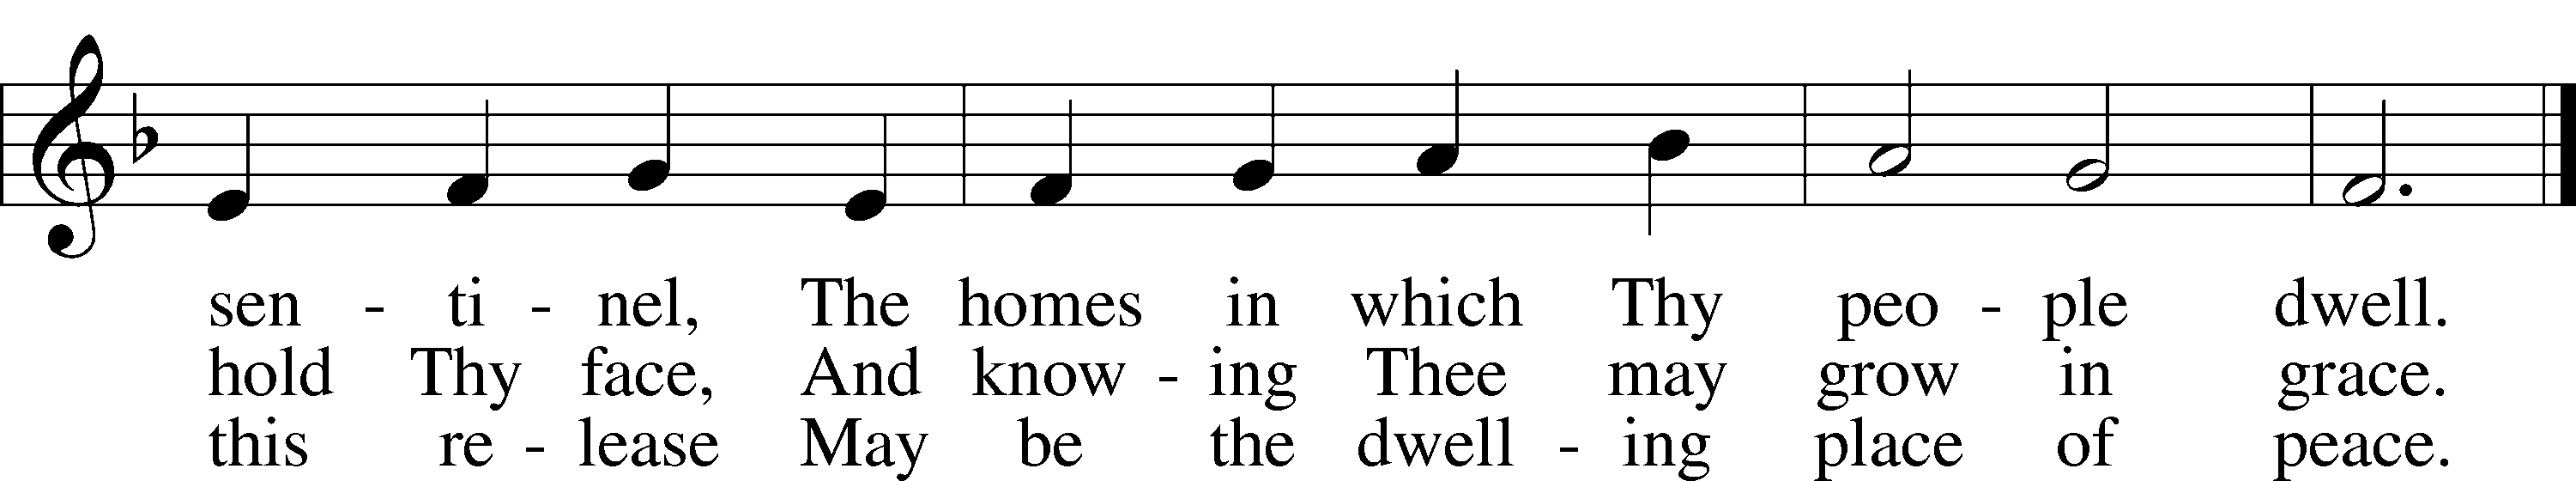 sen - ti - nel, The homes in which Thy peo - ple dwell.
hold Thy face, And know - ing Thee may grow in grace.
this re - lease May be the dwell - ing place of peace.